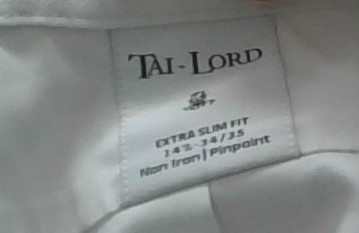 TAI-LORD
EXTRA SLIM FIT
14½-34/35
Non Iron | Pinpoint